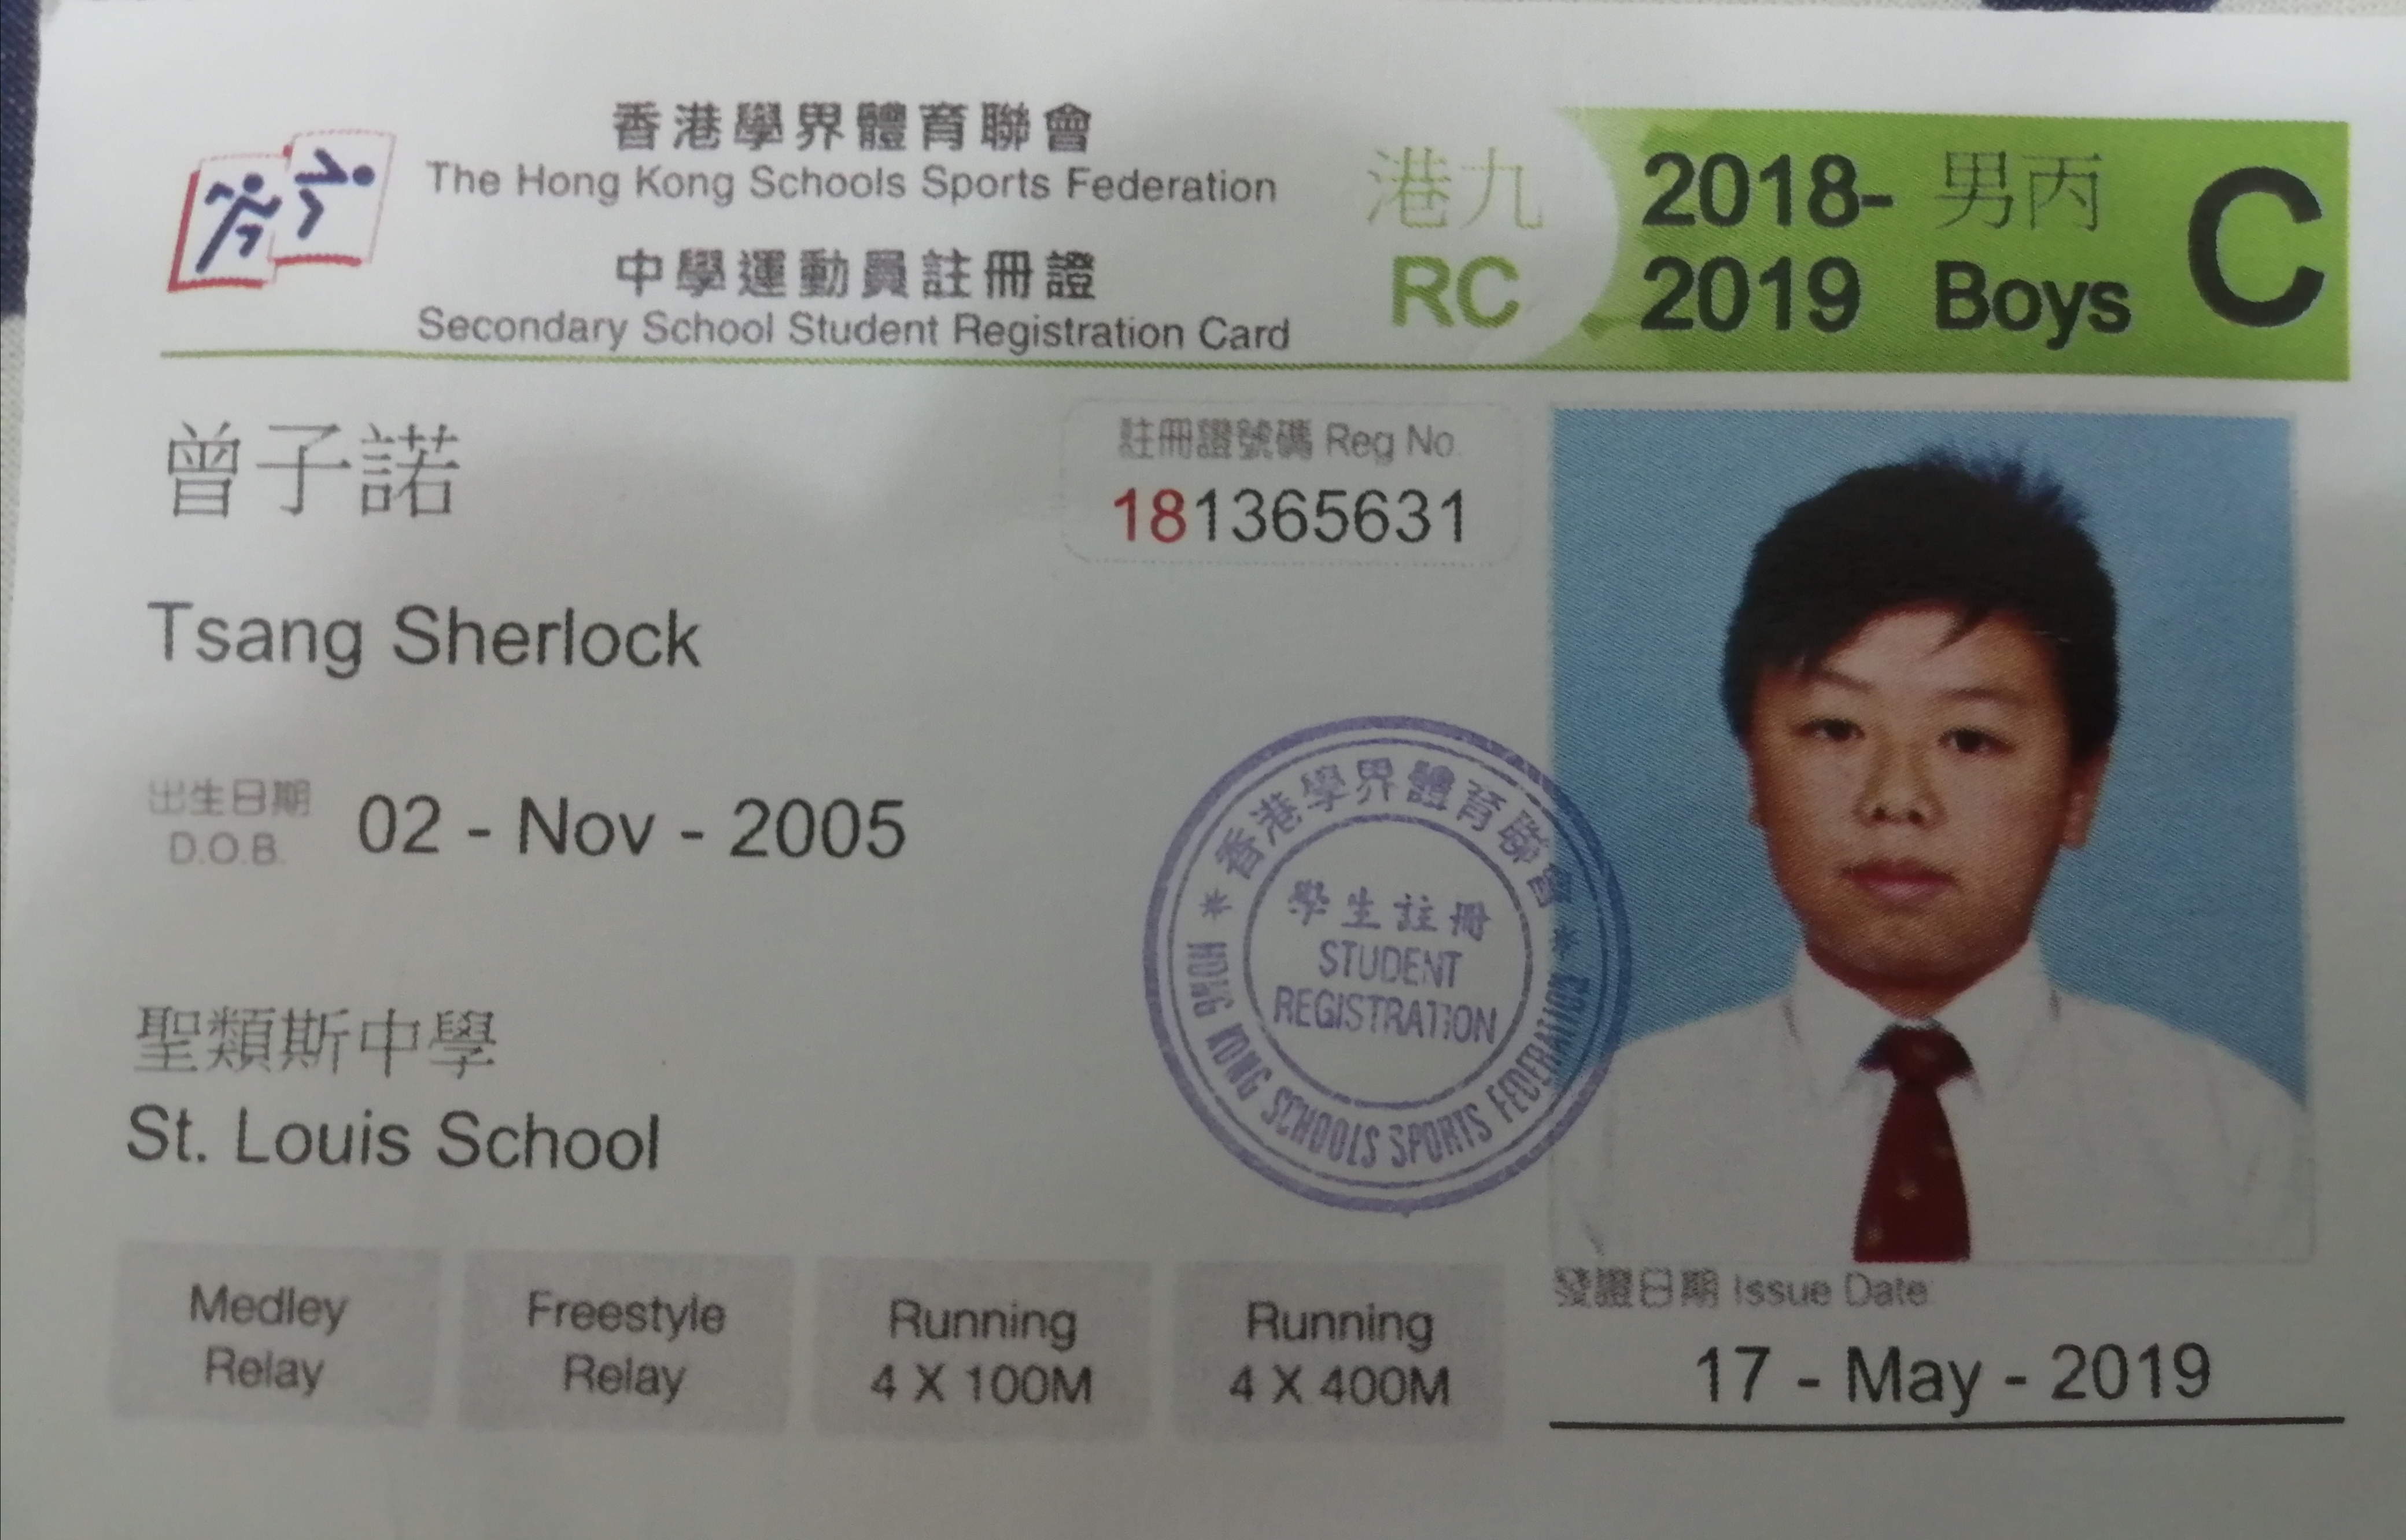 香港學界體育聯會
The Hong Kong Schools Sports Federation
中學運動員註冊證
Secondary School Student Registration Card
港九
RC
2018-
2019
男丙
Boys
C
曾子諾
註冊證號碼 Reg No.
181365631
Tsang Sherlock
出生日期
D.O.B.
02 - Nov - 2005
聖類斯中學
St. Louis School
香港學界體育聯會
學生註冊
STUDENT
REGISTRATION
HONG KONG SCHOOLS SPORTS FEDERATION
Medley
Relay
Freestyle
Relay
Running
4 X 100M
Running
4 X 400M
發證日期 Issue Date
17 - May - 2019